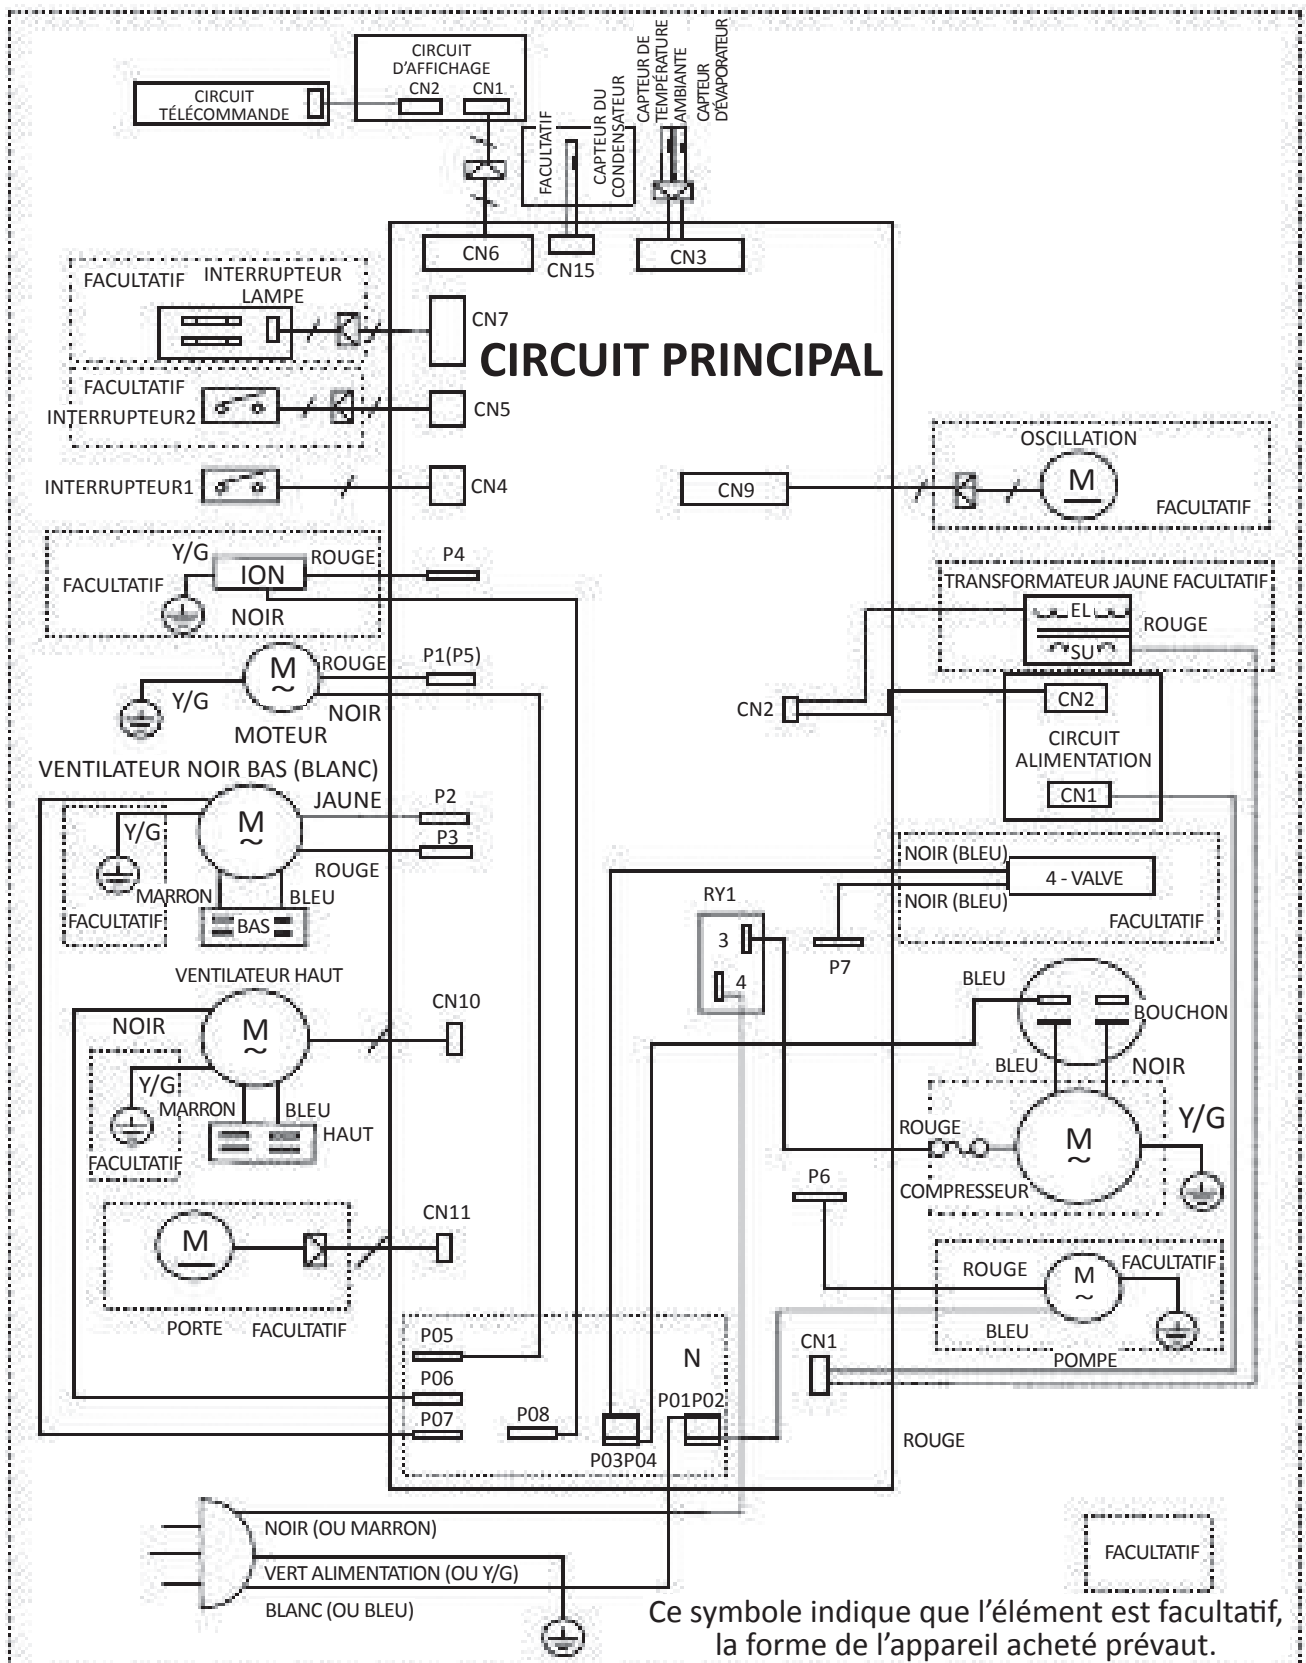 CIRCUIT
D'AFFICHAGE
CN2
CN1
CIRCUIT
TÉLÉCOMMANDE
FACULTATIF
CAPTEUR DU
CONDENSATEUR
CAPTEUR DE
TEMPÉRATURE
AMBIANTE
CAPTEUR
D'ÉVAPORATEUR
CN6
CN15
CN3
FACULTATIF
INTERRUPTEUR
LAMPE
CN7
CIRCUIT PRINCIPAL
FACULTATIF
INTERRUPTEUR2
CN5
INTERRUPTEUR1
CN4
CN9
OSCILLATION
M
FACULTATIF
Y/G
ION
ROUGE
P4
FACULTATIF
NOIR
TRANSFORMATEUR JAUNE FACULTATIF
EL
ROUGE
SU
M
~
ROUGE
P1(P5)
Y/G
NOIR
MOTEUR
CN2
CN2
CIRCUIT
ALIMENTATION
CN1
VENTILATEUR NOIR BAS (BLANC)
JAUNE
P2
M
~
Y/G
P3
ROUGE
MARRON
BLEU
FACULTATIF
BAS
NOIR (BLEU)
4 - VALVE
NOIR (BLEU)
FACULTATIF
RY1
3
4
P7
VENTILATEUR HAUT
CN10
NOIR
M
~
Y/G
MARRON
BLEU
HAUT
FACULTATIF
BLEU
BOUCHON
BLEU
NOIR
ROUGE
M
~
Y/G
COMPRESSEUR
P6
M
CN11
PORTE
FACULTATIF
ROUGE
M
~
FACULTATIF
BLEU
POMPE
CN1
P05
N
P06
P01P02
P07
P08
P03P04
ROUGE
NOIR (OU MARRON)
VERT ALIMENTATION (OU Y/G)
BLANC (OU BLEU)
FACULTATIF
Ce symbole indique que l'élément est facultatif,
la forme de l'appareil acheté prévaut.